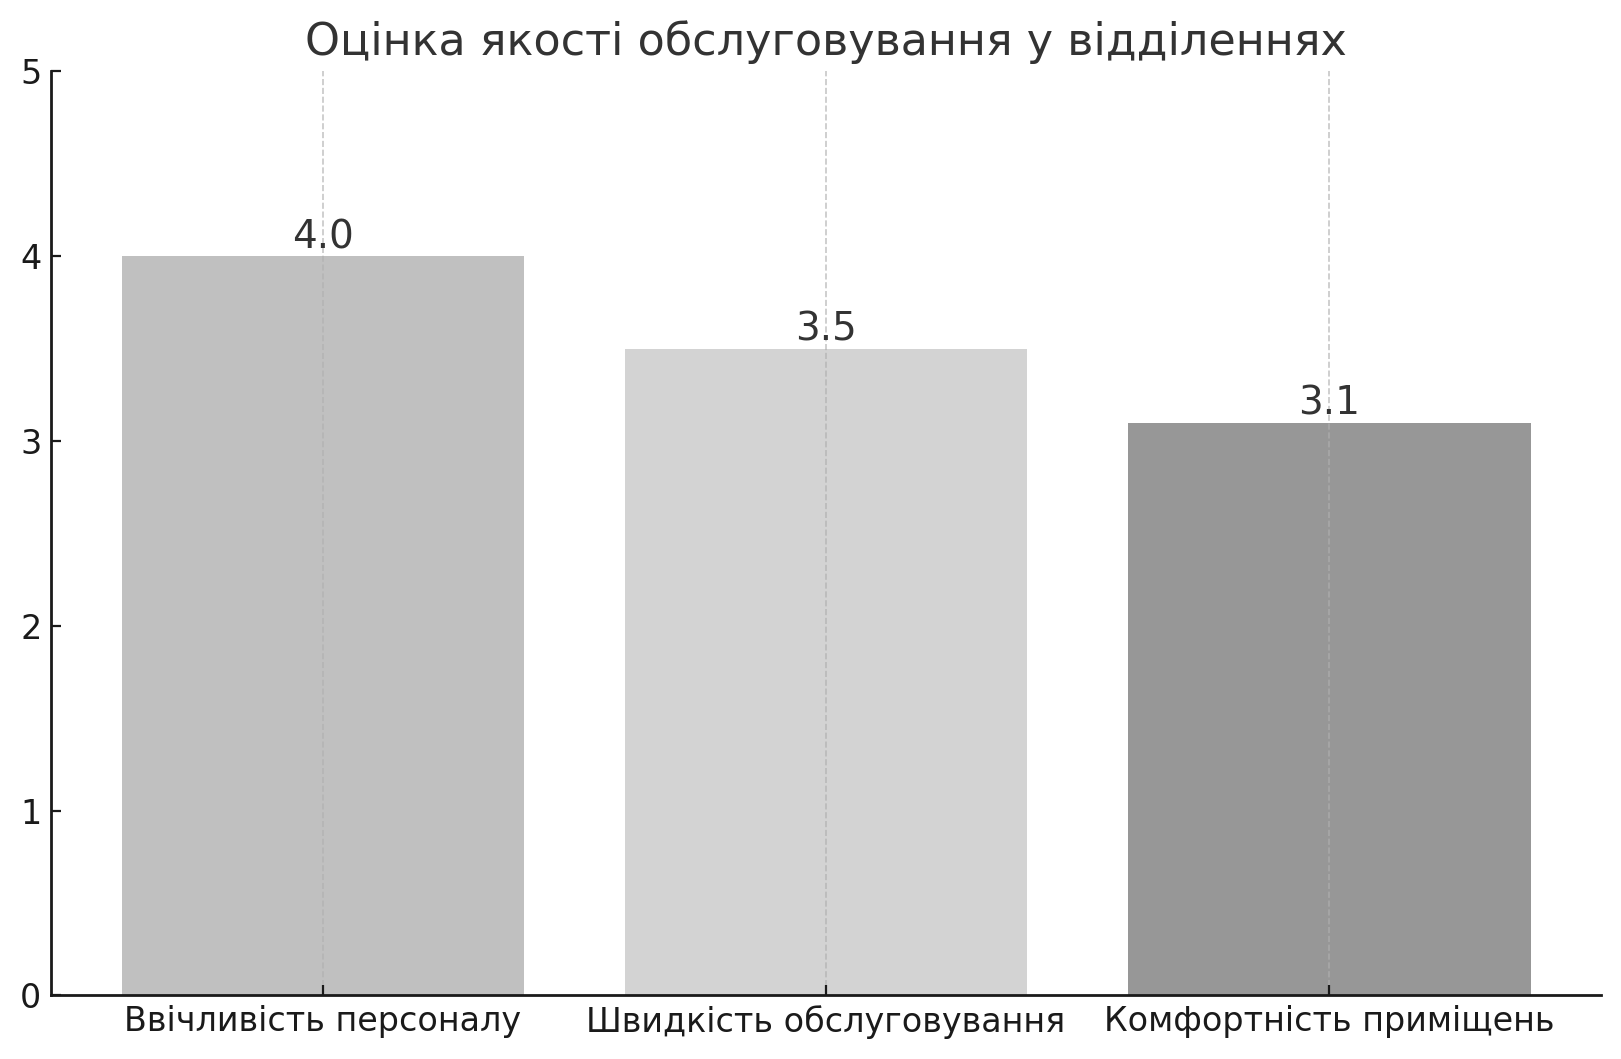 Оцінка якості обслуговування у відділеннях
5
4
3
2
1
0
4.0
3.5
3.1
Ввічливість персоналу
Швидкість обслуговування
Комфортність приміщень